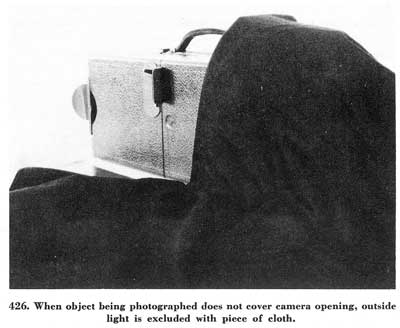 426. When object being photographed does not cover camera opening, outside
light is excluded with piece of cloth.